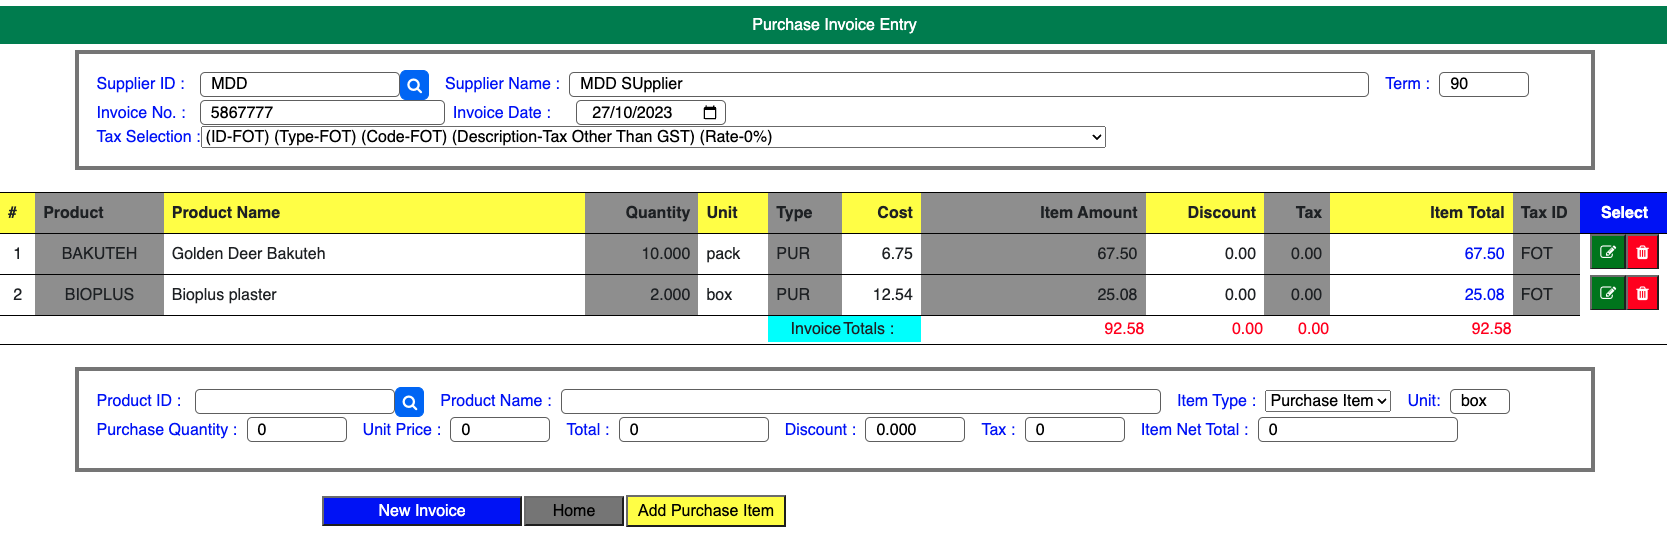 Purchase Invoice Entry
Supplier ID : MDD Supplier Name : MDD SUpplier Term : 90
Invoice No. : 5867777 Invoice Date : 27/10/2023
Tax Selection : (ID-FOT) (Type-FOT) (Code-FOT) (Description-Tax Other Than GST) (Rate-0%)
# Product Product Name Quantity Unit Type Cost Item Amount Discount Tax Item Total Tax ID Select
1 BAKUTEH Golden Deer Bakuteh 10.000 pack PUR 6.75 67.50 0.00 0.00 67.50 FOT
2 BIOPLUS Bioplus plaster 2.000 box PUR 12.54 25.08 0.00 0.00 25.08 FOT
Invoice Totals : 92.58 0.00 0.00 92.58
Product ID : Product Name : Item Type : Purchase Item Unit: box
Purchase Quantity : 0 Unit Price : 0 Total : 0 Discount : 0.000 Tax : 0 Item Net Total : 0
New Invoice Home Add Purchase Item